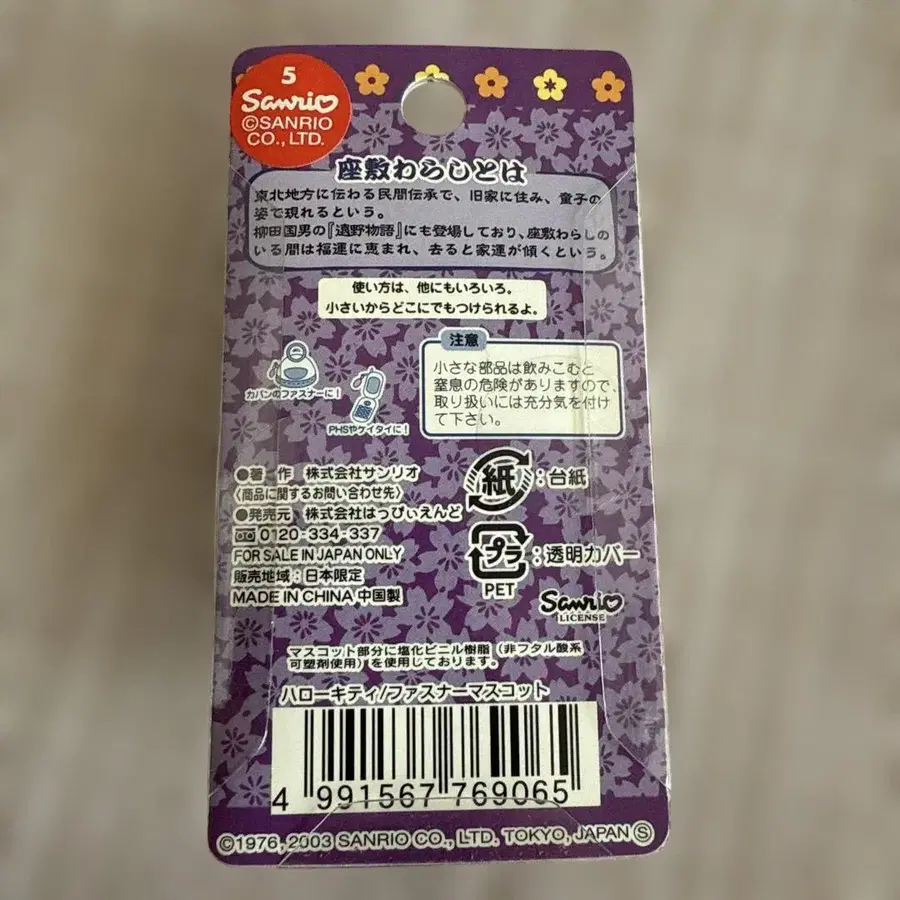 5
Sanrio
©SANRIO
CO., LTD.
座敷わらしとは
東北地方に伝わる民間伝承で、旧家に住み、童子の
姿で現れるという。
柳田国男の『遠野物語』にも登場しており、座敷わらしの
いる間は福運に恵まれ、去ると家運が傾くという。
使い方は、他にもいろいろ。
小さいからどこにでもつけられるよ。
注意
小さな部品は飲みこむと
窒息の危険がありますので、
取り扱いには充分気を付け
て下さい。
カバンのファスナーに!
PHSやケイタイに!
●著 作 株式会社サンリオ
〈商品に関するお問い合わせ先〉
●発売元 株式会社はっぴぃえんど
0120-334-337
FOR SALE IN JAPAN ONLY
販売地域:日本限定
MADE IN CHINA 中国製
紙:台紙
プラ:透明カバー
PET
Sanrio
LICENSE
マスコット部分に塩化ビニル樹脂(非フタル酸系
可塑剤使用)を使用しております。
ハローキティ/ファスナーマスコット
4 991567 769065
©1976, 2003 SANRIO CO., LTD. TOKYO, JAPAN Ⓢ